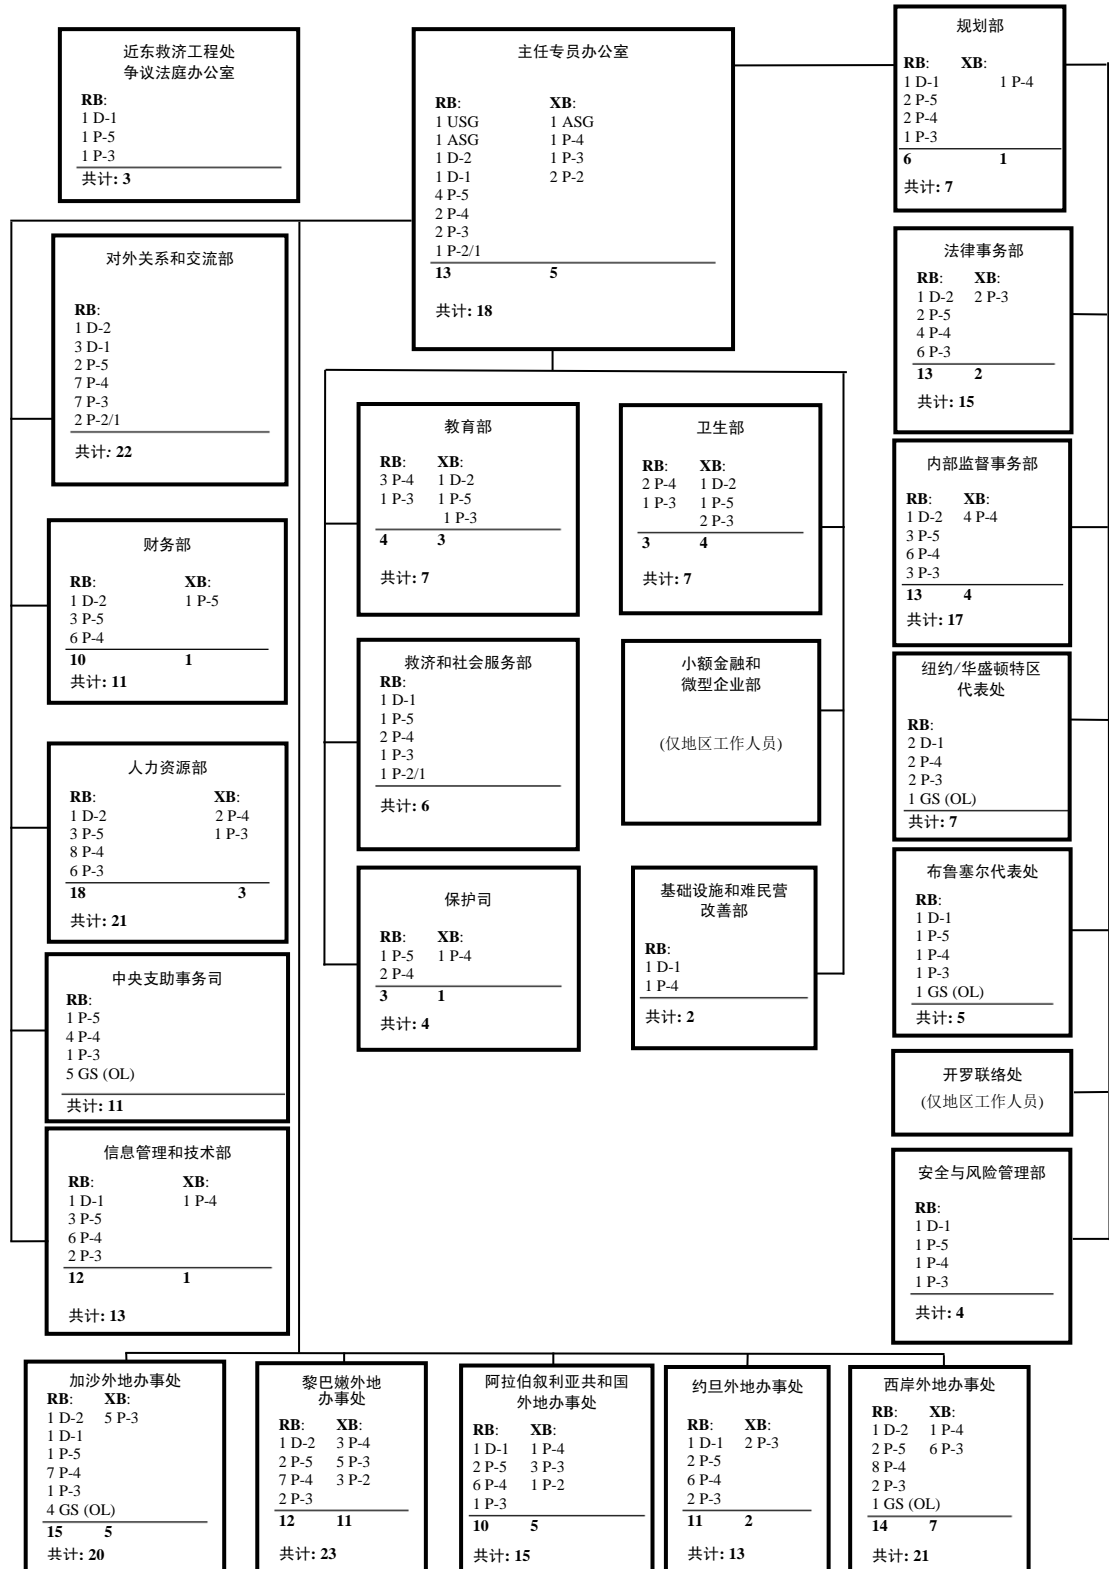 近东救济工程处
争议法庭办公室
RB:
1 D-1
1 P-5
1 P-3
共计: 3
主任专员办公室
RB: XB:
1 USG 1 ASG
1 ASG 1 P-4
1 D-2 1 P-3
1 D-1 2 P-2
4 P-5
2 P-4
2 P-3
1 P-2/1
13 5
共计: 18
规划部
RB: XB:
1 D-1 1 P-4
2 P-5
2 P-4
1 P-3
6 1
共计: 7
对外关系和交流部
RB:
1 D-2
3 D-1
2 P-5
7 P-4
7 P-3
2 P-2/1
共计: 22
法律事务部
RB: XB:
1 D-2 2 P-3
2 P-5
4 P-4
6 P-3
13 2
共计: 15
教育部
RB: XB:
3 P-4 1 D-2
1 P-3 1 P-5
1 P-3
4 3
共计: 7
卫生部
RB: XB:
2 P-4 1 D-2
1 P-3 1 P-5
2 P-3
3 4
共计: 7
内部监督事务部
RB: XB:
1 D-2 4 P-4
3 P-5
6 P-4
3 P-3
13 4
共计: 17
财务部
RB: XB:
1 D-2 1 P-5
3 P-5
6 P-4
10 1
共计: 11
救济和社会服务部
RB:
1 D-1
1 P-5
2 P-4
1 P-3
1 P-2/1
共计: 6
小额金融和
微型企业部
(仅地区工作人员)
纽约/华盛顿特区
代表处
RB:
2 D-1
2 P-4
2 P-3
1 GS (OL)
共计: 7
人力资源部
RB: XB:
1 D-2 2 P-4
3 P-5 1 P-3
8 P-4
6 P-3
18 3
共计: 21
保护司
RB: XB:
1 P-5 1 P-4
2 P-4
3 1
共计: 4
基础设施和难民营
改善部
RB:
1 D-1
1 P-4
共计: 2
布鲁塞尔代表处
RB:
1 D-1
1 P-5
1 P-4
1 P-3
1 GS (OL)
共计: 5
中央支助事务司
RB:
1 P-5
4 P-4
1 P-3
5 GS (OL)
共计: 11
开罗联络处
(仅地区工作人员)
信息管理和技术部
RB: XB:
1 D-1 1 P-4
3 P-5
6 P-4
2 P-3
12 1
共计: 13
安全与风险管理部
RB:
1 D-1
1 P-5
1 P-4
1 P-3
共计: 4
加沙外地办事处
RB: XB:
1 D-2 5 P-3
1 D-1
1 P-5
7 P-4
1 P-3
4 GS (OL)
15 5
共计: 20
黎巴嫩外地
办事处
RB: XB:
1 D-2 3 P-4
2 P-5 5 P-3
7 P-4 3 P-2
2 P-3
12 11
共计: 23
阿拉伯叙利亚共和国
外地办事处
RB: XB:
1 D-1 1 P-4
2 P-5 3 P-3
6 P-4 1 P-2
1 P-3
10 5
共计: 15
约旦外地办事处
RB: XB:
1 D-1 2 P-3
2 P-5
6 P-4
2 P-3
11 2
共计: 13
西岸外地办事处
RB: XB:
1 D-2 1 P-4
2 P-5 6 P-3
8 P-4
2 P-3
1 GS (OL)
14 7
共计: 21